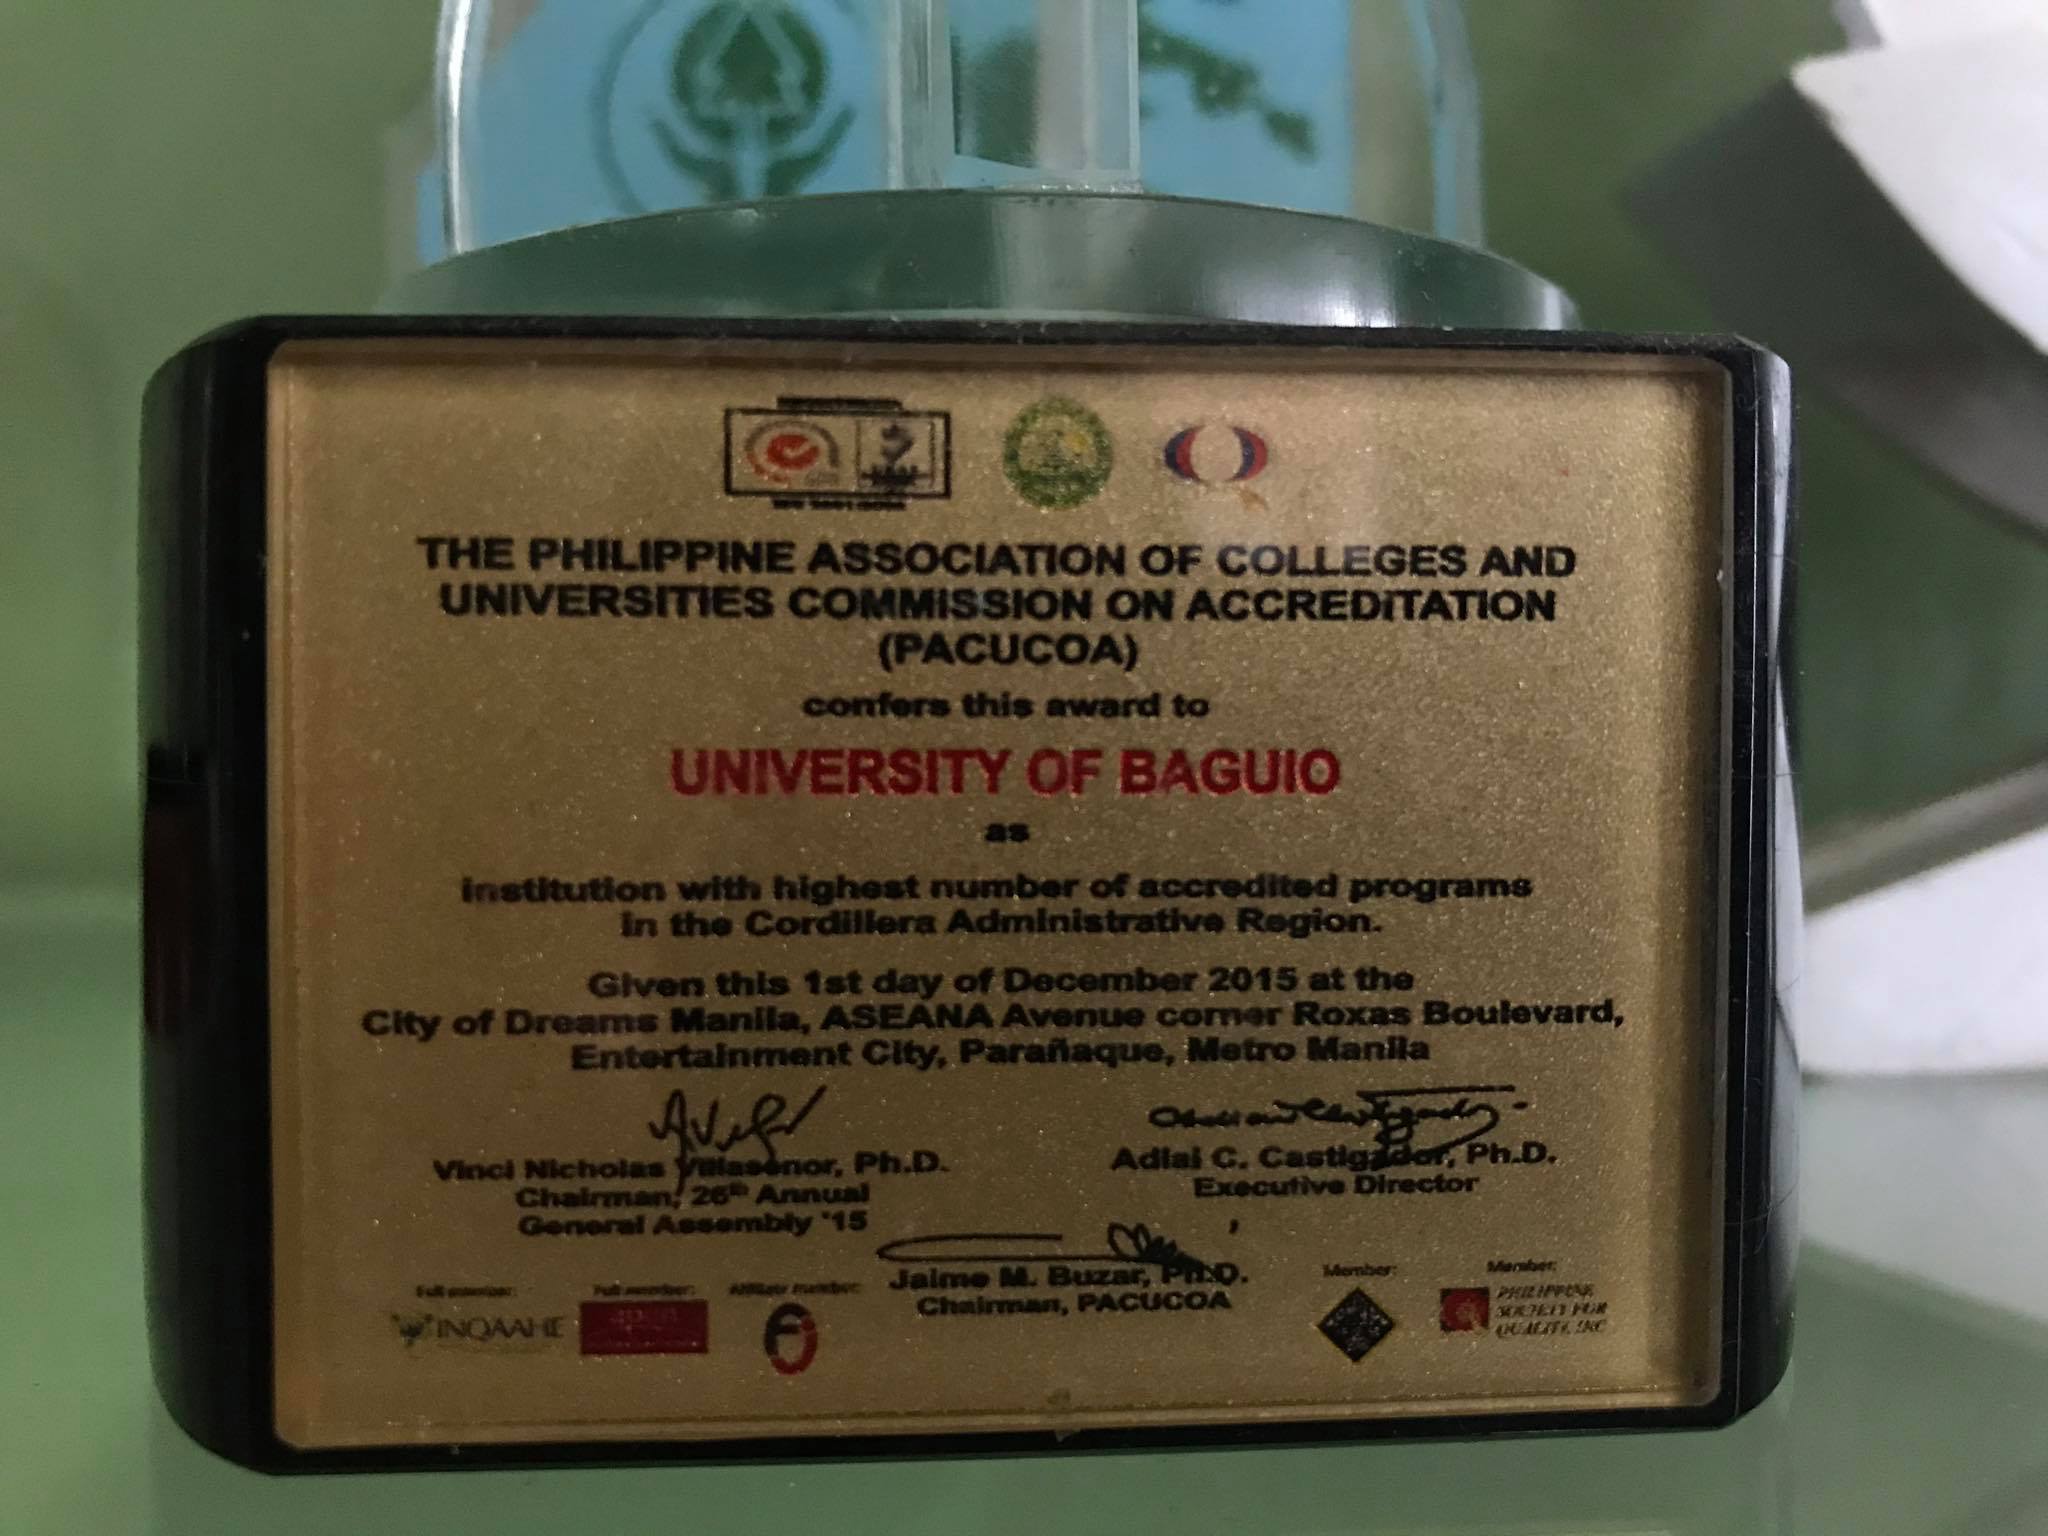 THE PHILIPPINE ASSOCIATION OF COLLEGES AND
UNIVERSITIES COMMISSION ON ACCREDITATION
(PACUCOA)
confers this award to
UNIVERSITY OF BAGUIO
as
institution with highest number of accredited programs
in the Cordillera Administrative Region.
Given this 1st day of December 2015 at the
City of Dreams Manila, ASEANA Avenue corner Roxas Boulevard,
Entertainment City, Parañaque, Metro Manila
Vinci Nicholas Villasenor, Ph.D.
Chairman, 26th Annual
General Assembly '15
Adlai C. Castigador, Ph.D.
Executive Director
Jaime M. Buzar, Ph.D.
Chairman, PACUCOA
Full member:
INQAAHE
Full member:
Affiliate member:
Member:
Member:
PHILIPPINE
SOCIETY FOR
QUALITY, INC